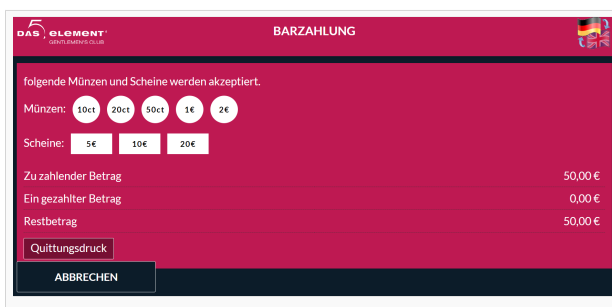 DAS 5 ELEMENT
GENTLEMEN'S CLUB
BARZAHLUNG
folgende Münzen und Scheine werden akzeptiert.
Münzen: 10ct 20ct 50ct 1€ 2€
Scheine: 5€ 10€ 20€
Zu zahlender Betrag 50,00 €
Ein gezahlter Betrag 0,00 €
Restbetrag 50,00 €
Quittungsdruck
ABBRECHEN